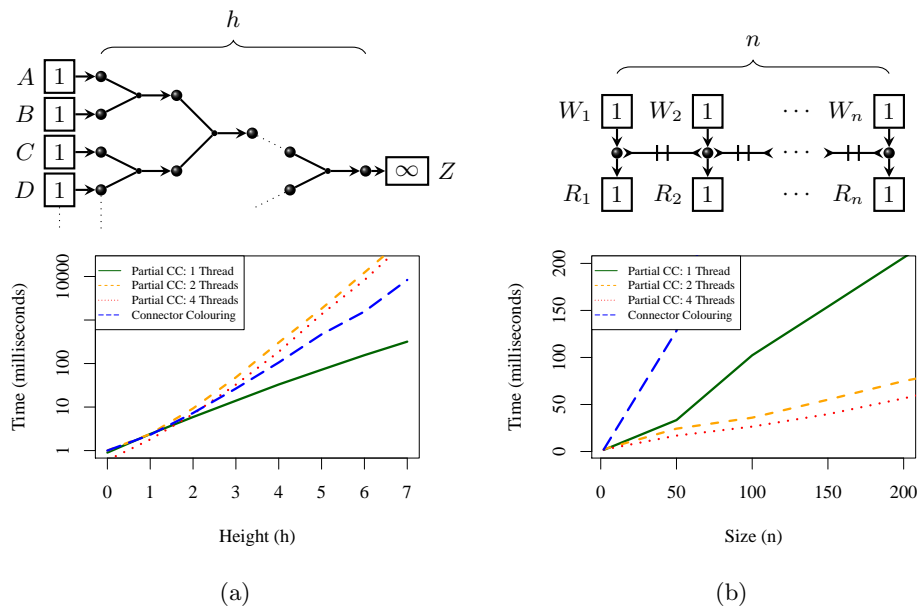 h
A 1
B 1
C 1
D 1
∞ Z
Time (milliseconds)
10000
100
10
1
Partial CC: 1 Thread
Partial CC: 2 Threads
Partial CC: 4 Threads
Connector Colouring
0 1 2 3 4 5 6 7
Height (h)
(a)
n
W1 1 W2 1 · · · Wn 1
· · ·
R1 1 R2 1 · · · Rn 1
Time (milliseconds)
200
150
100
50
0
Partial CC: 1 Thread
Partial CC: 2 Threads
Partial CC: 4 Threads
Connector Colouring
0 50 100 150 200
Size (n)
(b)